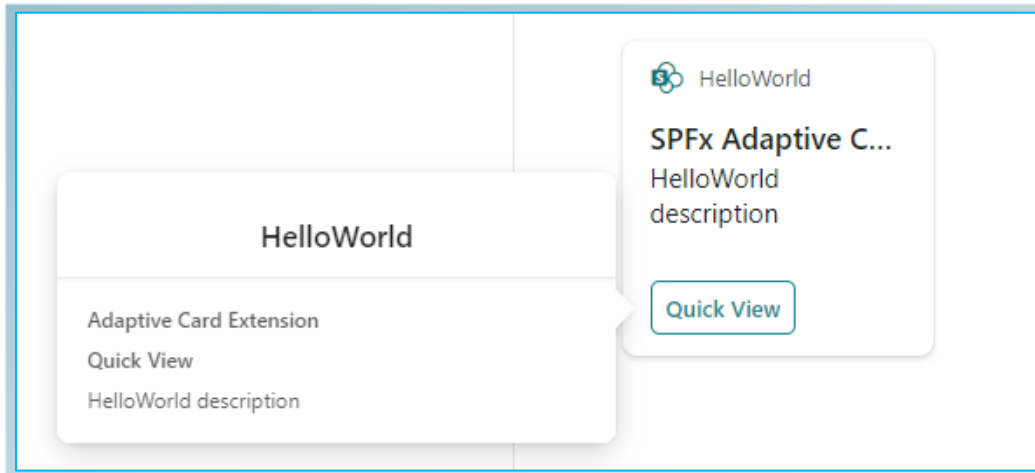 HelloWorld
SPFx Adaptive C...
HelloWorld
description
Quick View
HelloWorld
Adaptive Card Extension
Quick View
HelloWorld description